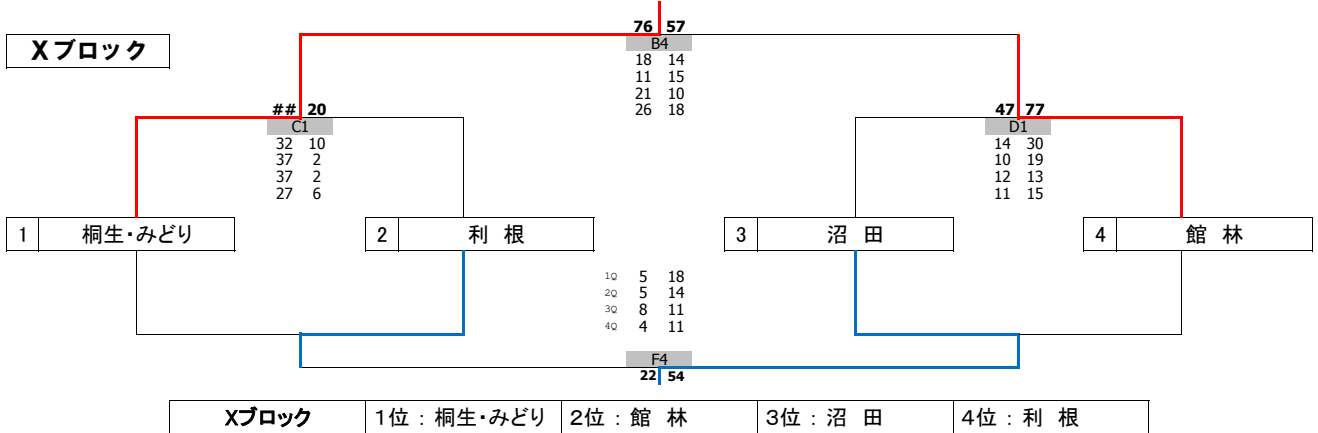 76 57
Xブロック
B4
18 14
11 15
21 10
26 18
## 20
C1
32 10
37 2
37 2
27 6
47 77
D1
14 30
10 19
12 13
11 15
1 桐生・みどり
2 利 根
3 沼 田
4 館 林
1Q 5 18
2Q 5 14
3Q 8 11
4Q 4 11
F4
22 54
Xブロック 1位 : 桐生・みどり 2位 : 館 林 3位 : 沼 田 4位 : 利 根